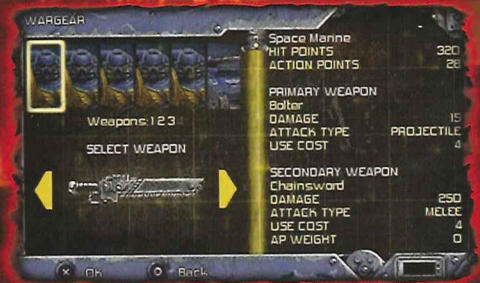 WARGEAR
Weapons:1 2 3
SELECT WEAPON
Space Marine
HIT POINTS 320
ACTION POINTS 28
PRIMARY WEAPON
Bolter
DAMAGE 15
ATTACK TYPE PROJECTILE
USE COST 4
SECONDARY WEAPON
Chainsword
DAMAGE 250
ATTACK TYPE MELEE
USE COST 4
AP WEIGHT 0
X OK O Back